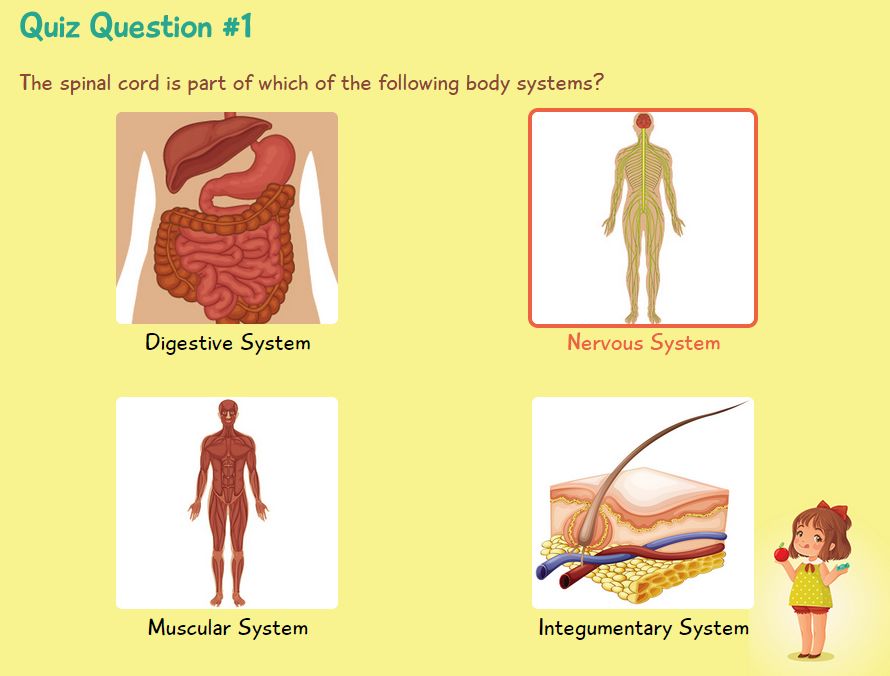 Quiz Question #1
The spinal cord is part of which of the following body systems?
Digestive System
Nervous System
Muscular System
Integumentary System